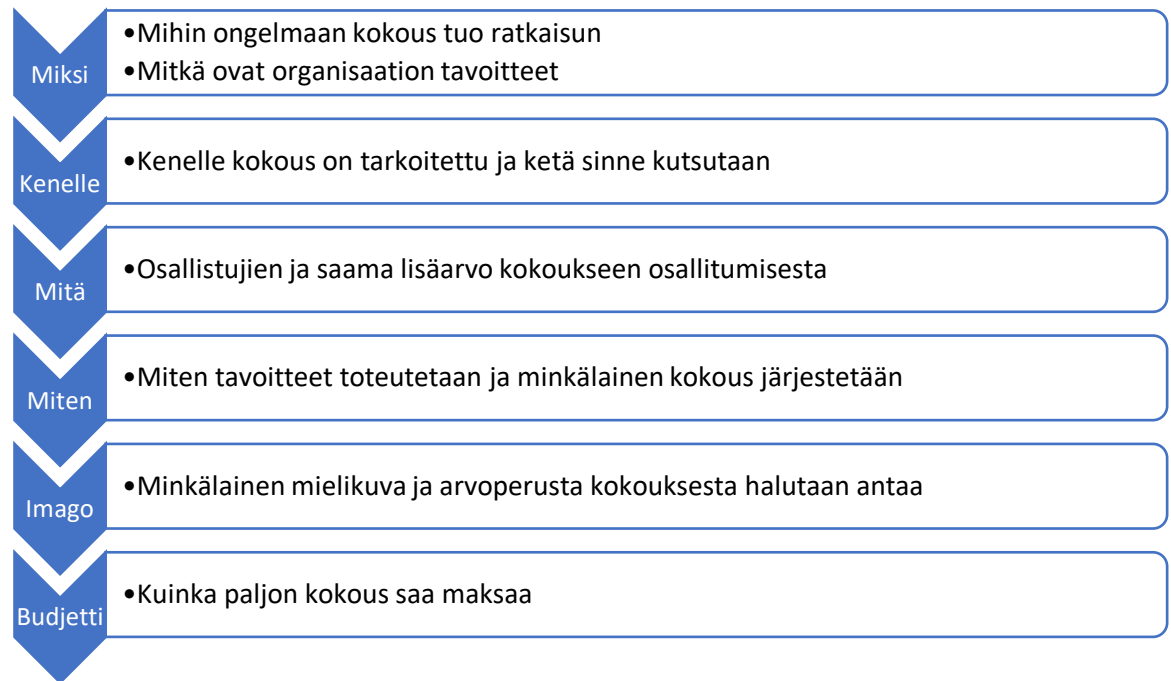 Miksi
•Mihin ongelmaan kokous tuo ratkaisun
•Mitkä ovat organisaation tavoitteet
Kenelle
•Kenelle kokous on tarkoitettu ja ketä sinne kutsutaan
Mitä
•Osallistujien ja saama lisäarvo kokoukseen osallitumisesta
Miten
•Miten tavoitteet toteutetaan ja minkälainen kokous järjestetään
Imago
•Minkälainen mielikuva ja arvoperusta kokouksesta halutaan antaa
Budjetti
•Kuinka paljon kokous saa maksaa